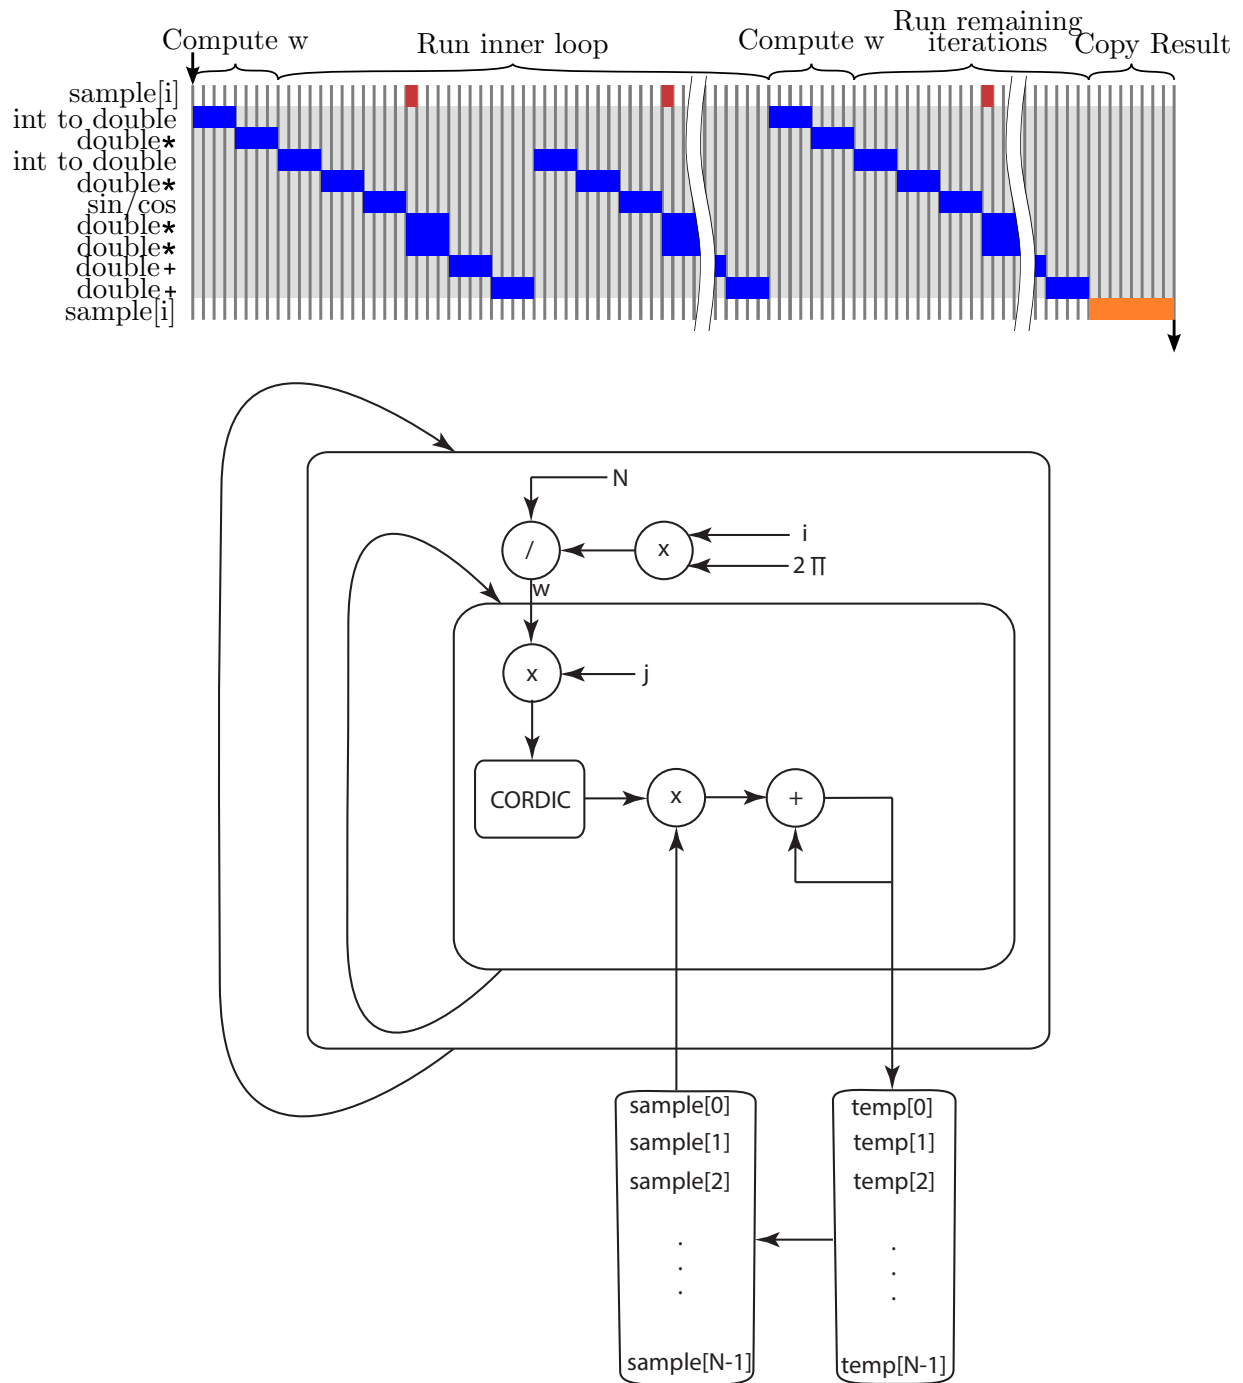 Compute w
Run inner loop
Compute w
Run remaining
iterations
Copy Result
sample[i]
int to double
double*
int to double
double*
sin/cos
double*
double*
double+
double+
sample[i]
N
/
x
i
2 Π
w
x
j
CORDIC
x
+
sample[0]
sample[1]
sample[2]
.
.
.
sample[N-1]
temp[0]
temp[1]
temp[2]
.
.
.
temp[N-1]